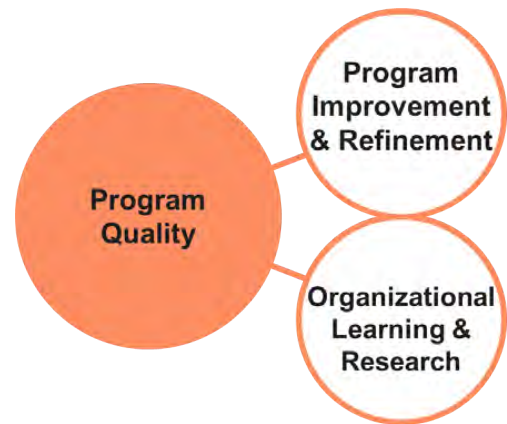 Program
Improvement
& Refinement
Program
Quality
Organizational
Learning &
Research